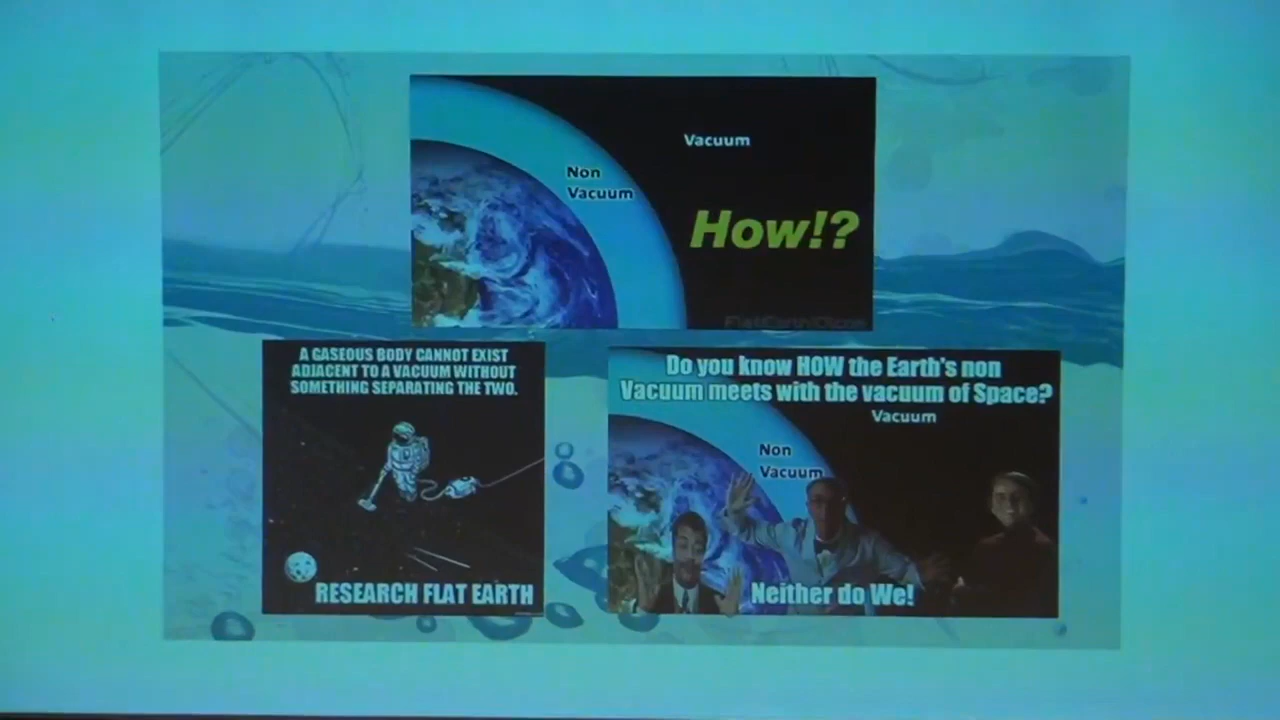 Vacuum
Non
Vacuum
How!?
A GASEOUS BODY CANNOT EXIST
ADJACENT TO A VACUUM WITHOUT
SOMETHING SEPARATING THE TWO.
RESEARCH FLAT EARTH
Do you know HOW the Earth's non
Vacuum meets with the vacuum of Space?
Vacuum
Non
Vacuum
Neither do We!